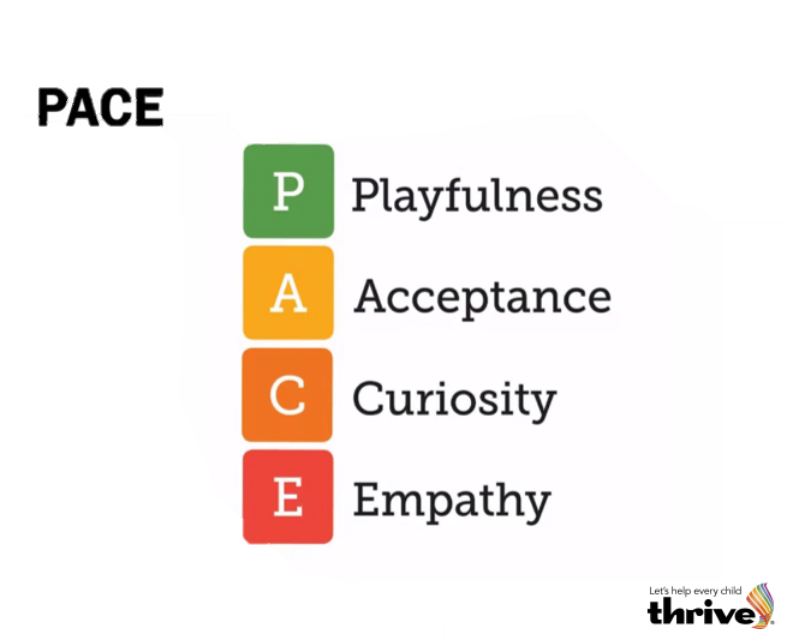 PACE
P Playfulness
A Acceptance
C Curiosity
E Empathy
Let's help every child
thrive®